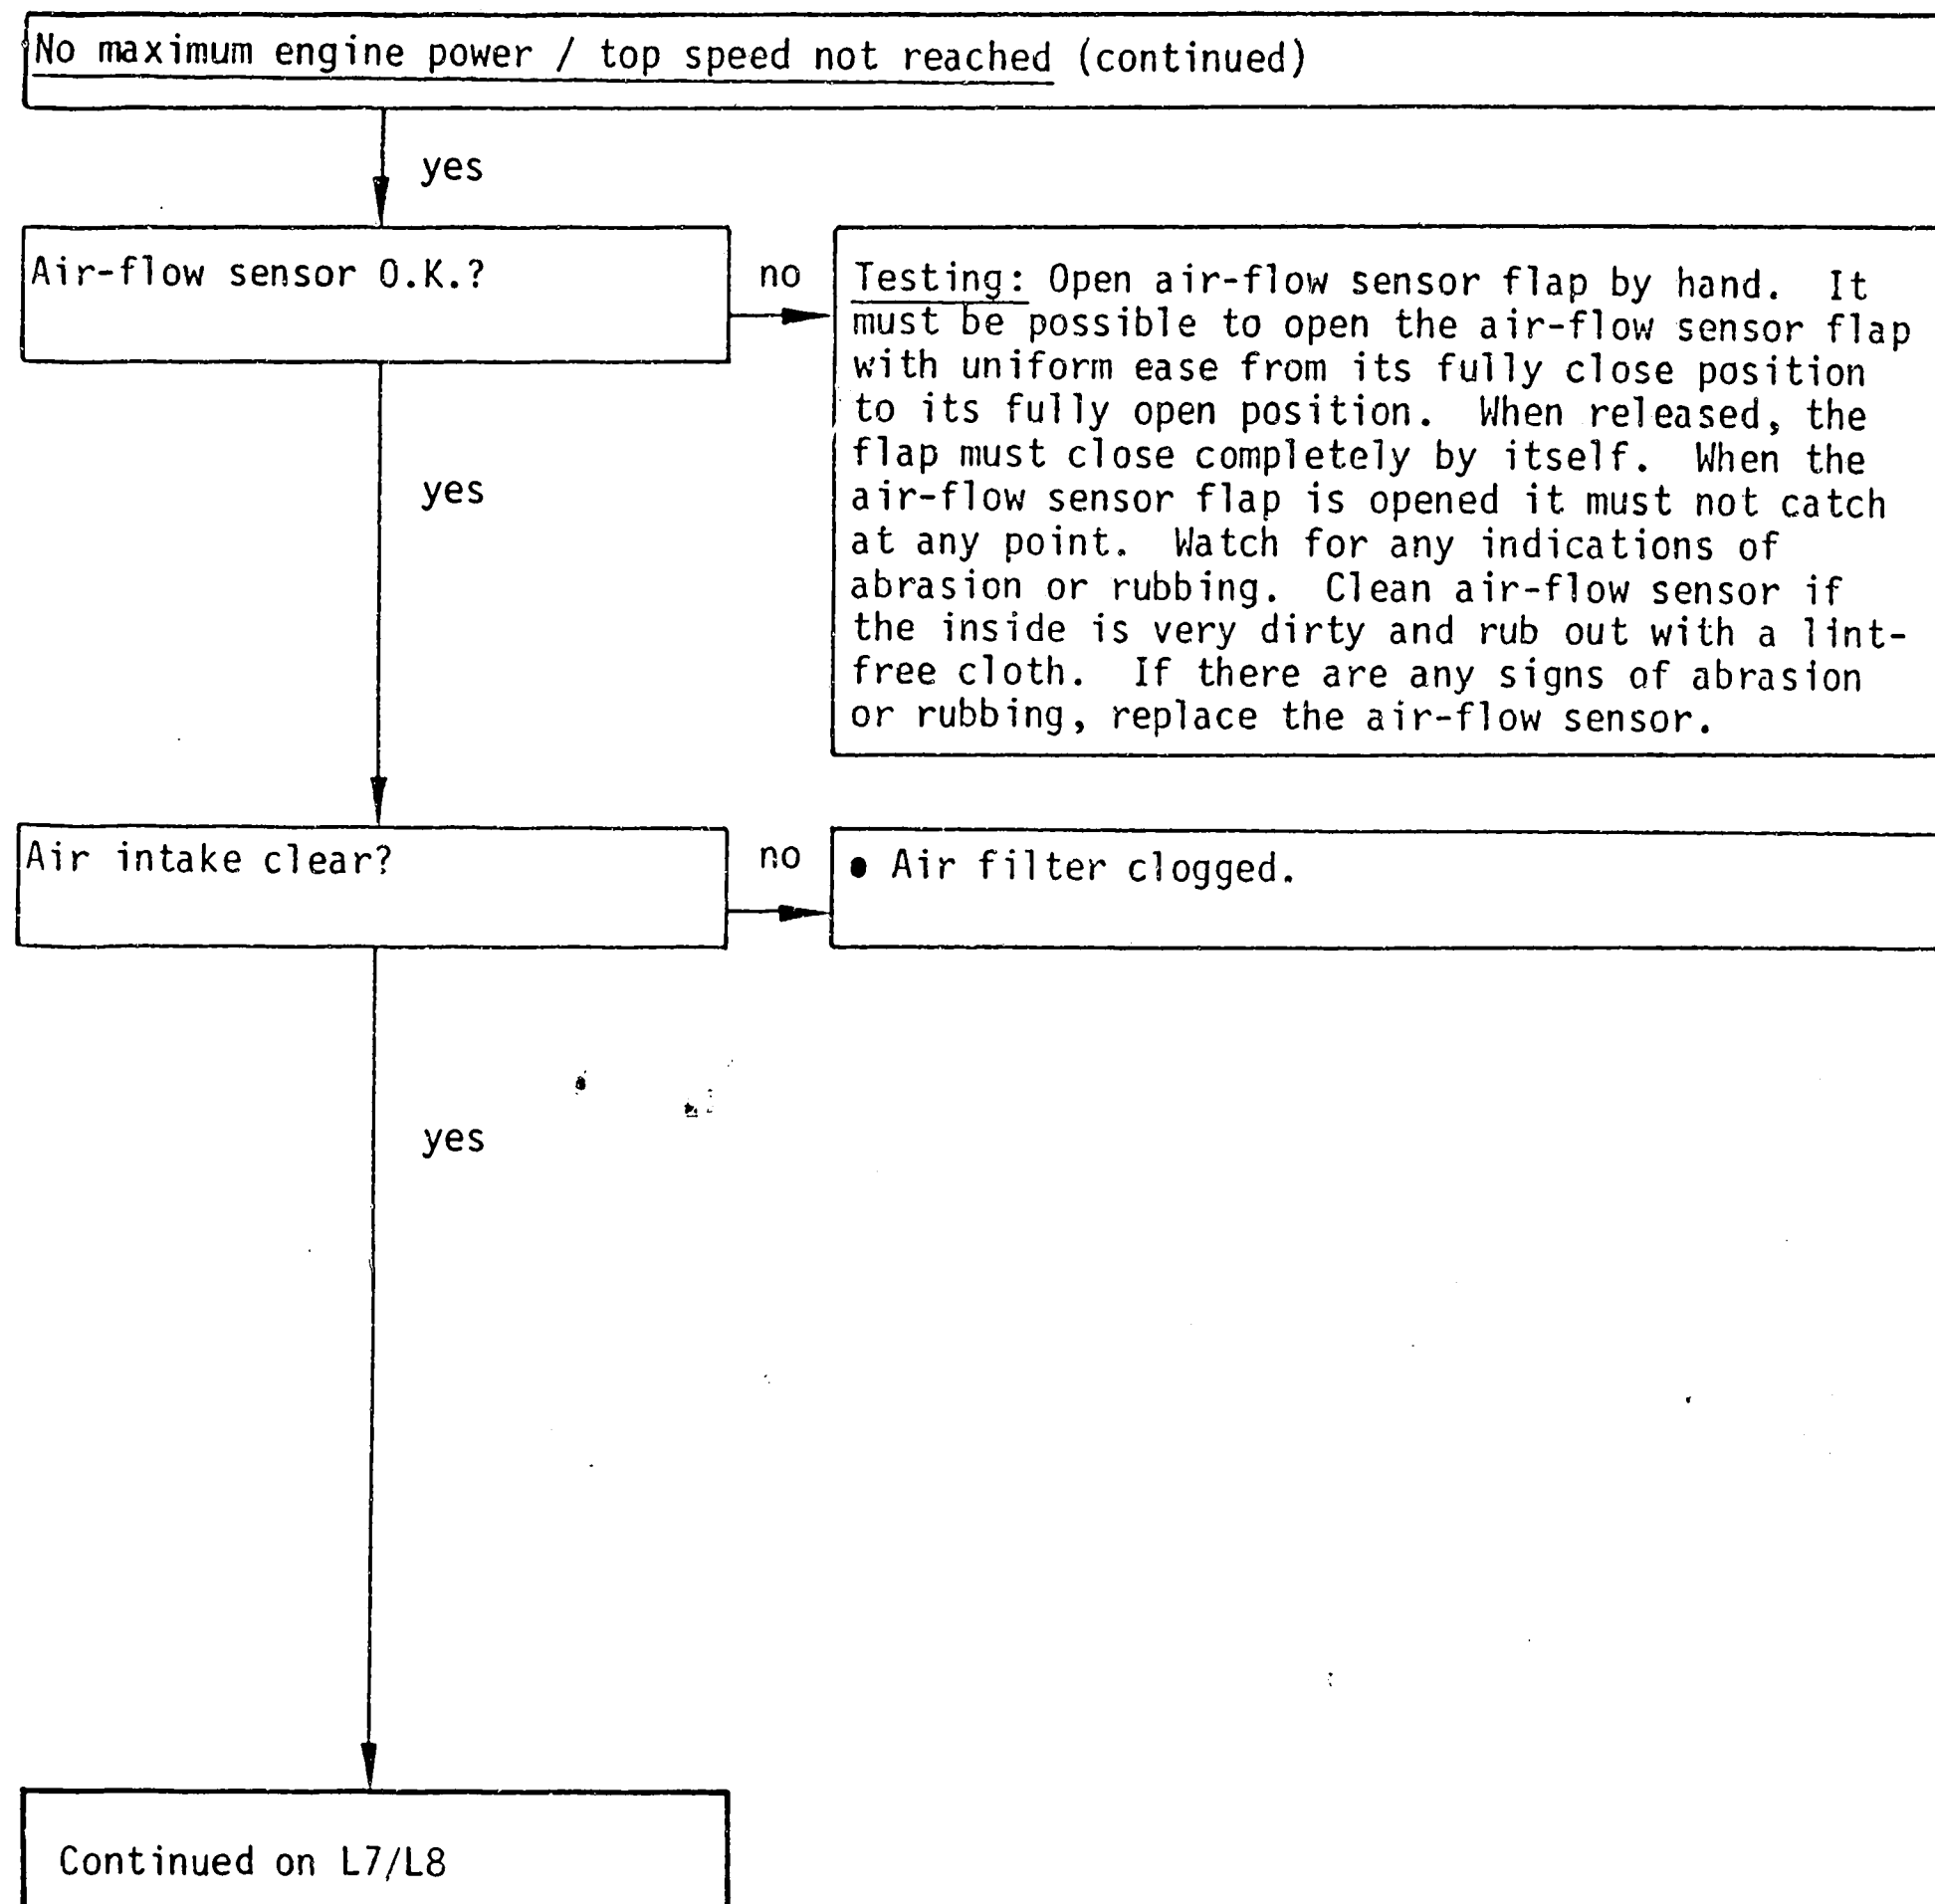 No maximum engine power / top speed not reached (continued)
yes
Air-flow sensor O.K.?
no
Testing: Open air-flow sensor flap by hand. It
must be possible to open the air-flow sensor flap
with uniform ease from its fully close position
to its fully open position. When released, the
flap must close completely by itself. When the
air-flow sensor flap is opened it must not catch
at any point. Watch for any indications of
abrasion or rubbing. Clean air-flow sensor if
the inside is very dirty and rub out with a lint-
free cloth. If there are any signs of abrasion
or rubbing, replace the air-flow sensor.
yes
Air intake clear?
no
• Air filter clogged.
yes
Continued on L7/L8